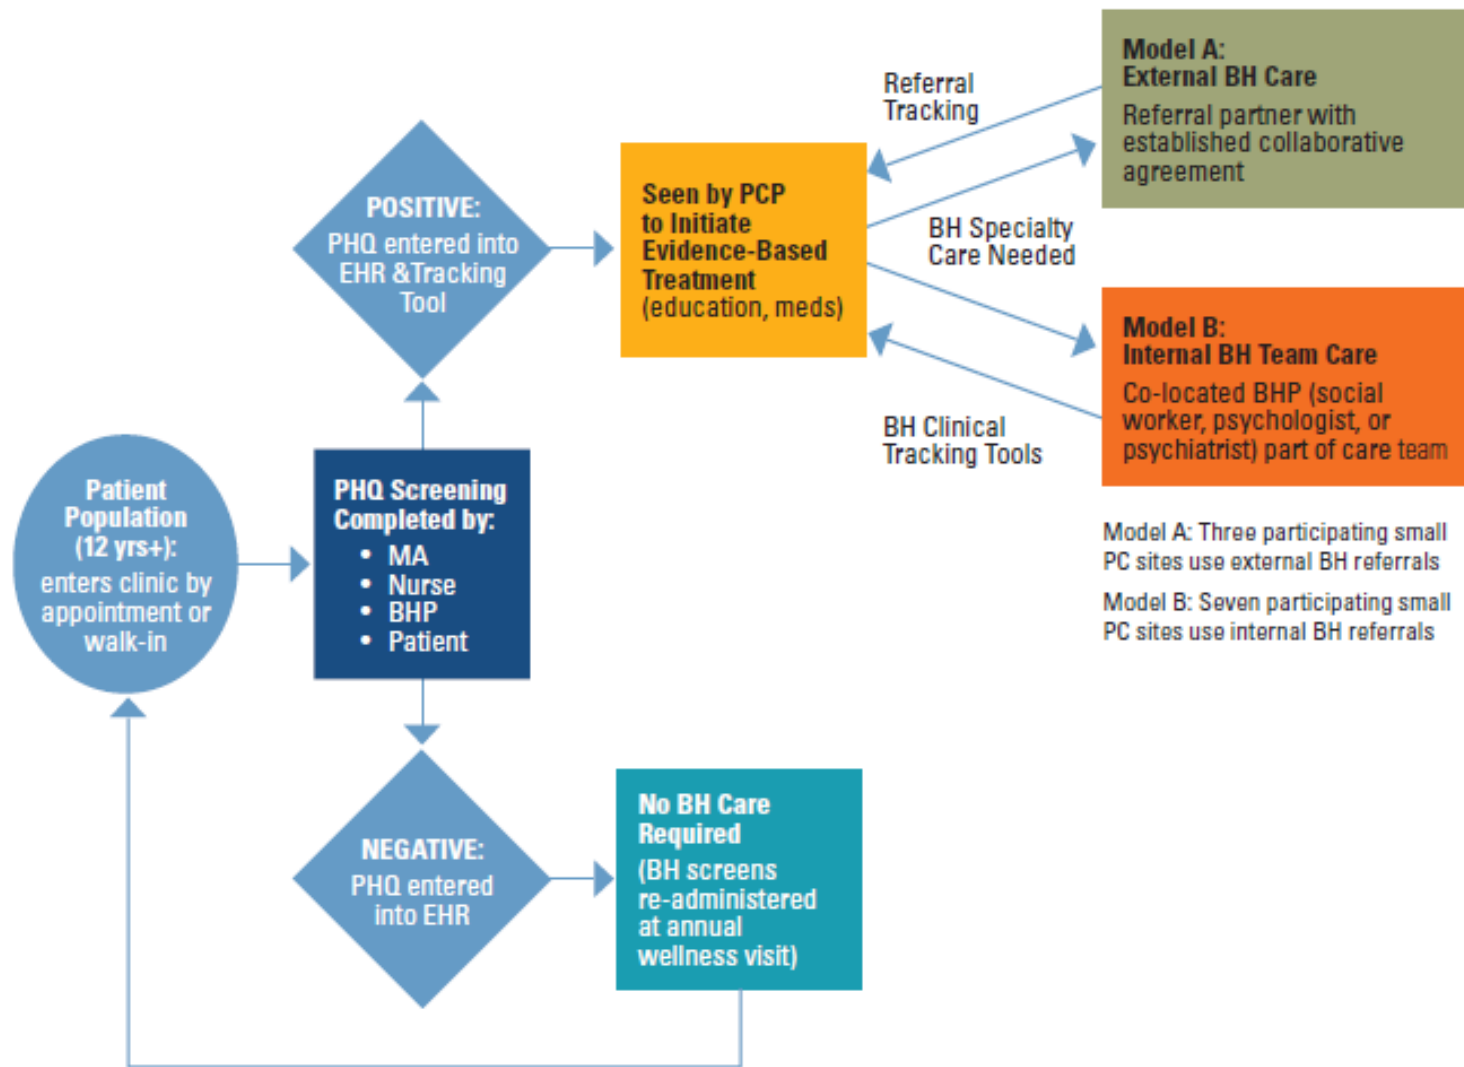 Patient
Population
(12 yrs+):
enters clinic by
appointment or
walk-in
PHQ Screening
Completed by:
• MA
• Nurse
• BHP
• Patient
POSITIVE:
PHQ entered into
EHR &Tracking
Tool
NEGATIVE:
PHQ entered
into EHR
Seen by PCP
to Initiate
Evidence-Based
Treatment
(education, meds)
No BH Care
Required
(BH screens
re-administered
at annual
wellness visit)
Referral
Tracking
BH Specialty
Care Needed
BH Clinical
Tracking Tools
Model A:
External BH Care
Referral partner with
established collaborative
agreement
Model B:
Internal BH Team Care
Co-located BHP (social
worker, psychologist, or
psychiatrist) part of care team
Model A: Three participating small
PC sites use external BH referrals
Model B: Seven participating small
PC sites use internal BH referrals